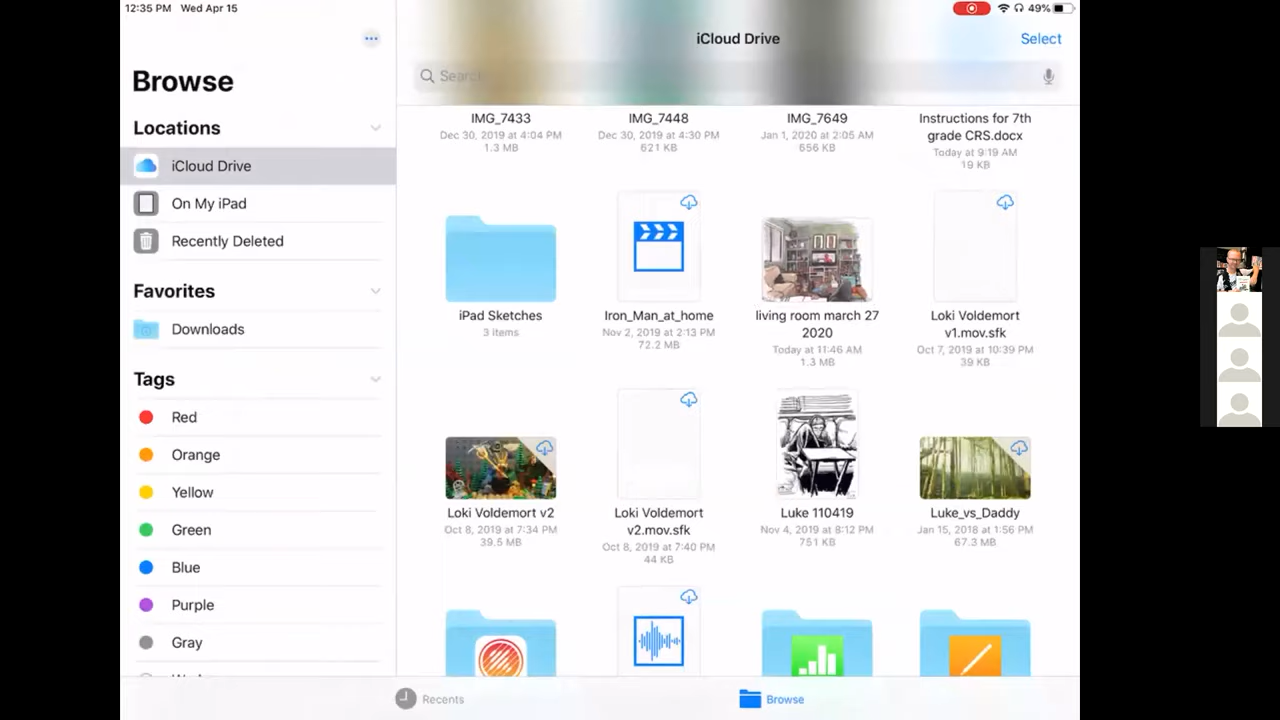 12:35 PM Wed Apr 15
49%
Browse
Locations
iCloud Drive
On My iPad
Recently Deleted
Favorites
Downloads
Tags
Red
Orange
Yellow
Green
Blue
Purple
Gray
iCloud Drive
Select
Search
IMG_7433
Dec 30, 2019 at 4:04 PM
1.3 MB
IMG_7448
Dec 30, 2019 at 4:30 PM
621 KB
IMG_7649
Jan 1, 2020 at 2:05 AM
656 KB
Instructions for 7th
grade CRS.docx
Today at 9:19 AM
19 KB
iPad Sketches
3 items
Iron_Man_at_home
Nov 2, 2019 at 2:13 PM
72.2 MB
living room march 27
2020
Today at 11:46 AM
1.3 MB
Loki Voldemort
v1.mov.sfk
Oct 7, 2019 at 10:39 PM
39 KB
Loki Voldemort v2
Oct 8, 2019 at 7:34 PM
39.5 MB
Loki Voldemort
v2.mov.sfk
Oct 8, 2019 at 7:40 PM
44 KB
Luke 110419
Nov 4, 2019 at 8:12 PM
751 KB
Luke_vs_Daddy
Jan 15, 2018 at 1:56 PM
67.3 MB
Recents
Browse